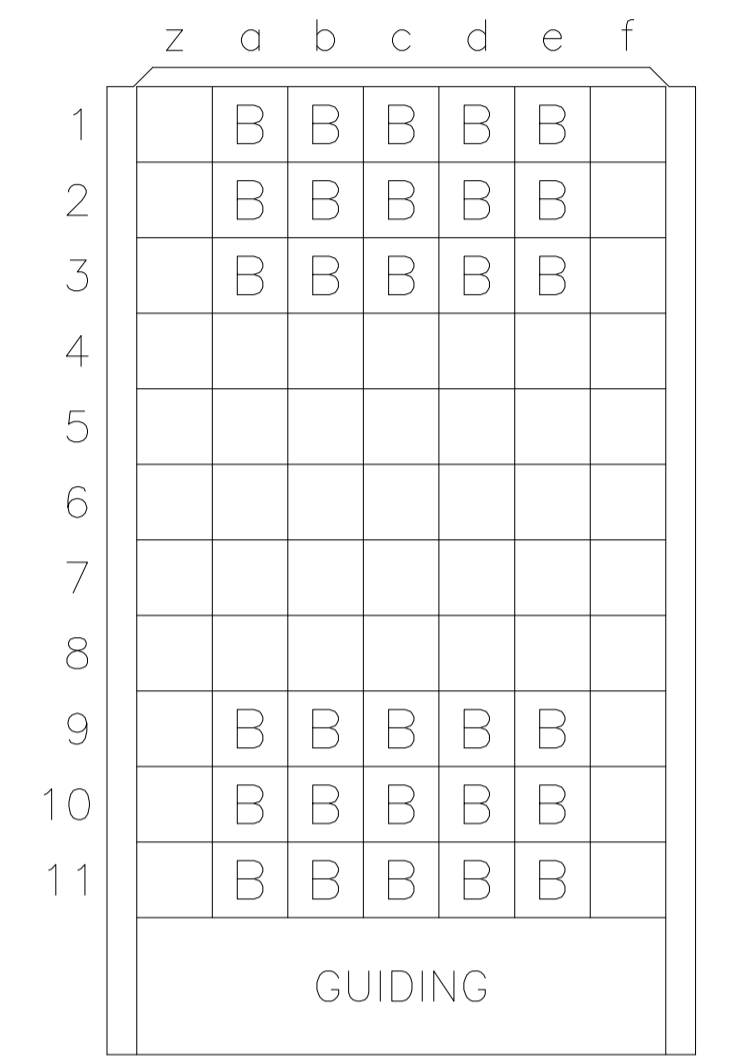 z a b c d e f
1 B B B B B
2 B B B B B
3 B B B B B
4
5
6
7
8
9 B B B B B
10 B B B B B
11 B B B B B
GUIDING